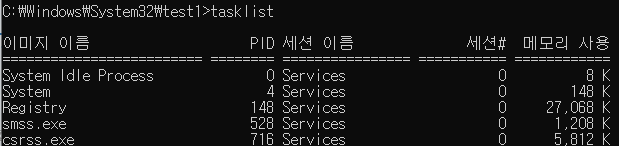 C:₩Windows₩System32₩test1>tasklist
이미지 이름 PID 세션 이름 세션# 메모리 사용
========================= ======== ================ =========== ============
System Idle Process 0 Services 0 8 K
System 4 Services 0 148 K
Registry 148 Services 0 27,068 K
smss.exe 528 Services 0 1,208 K
csrss.exe 716 Services 0 5,812 K